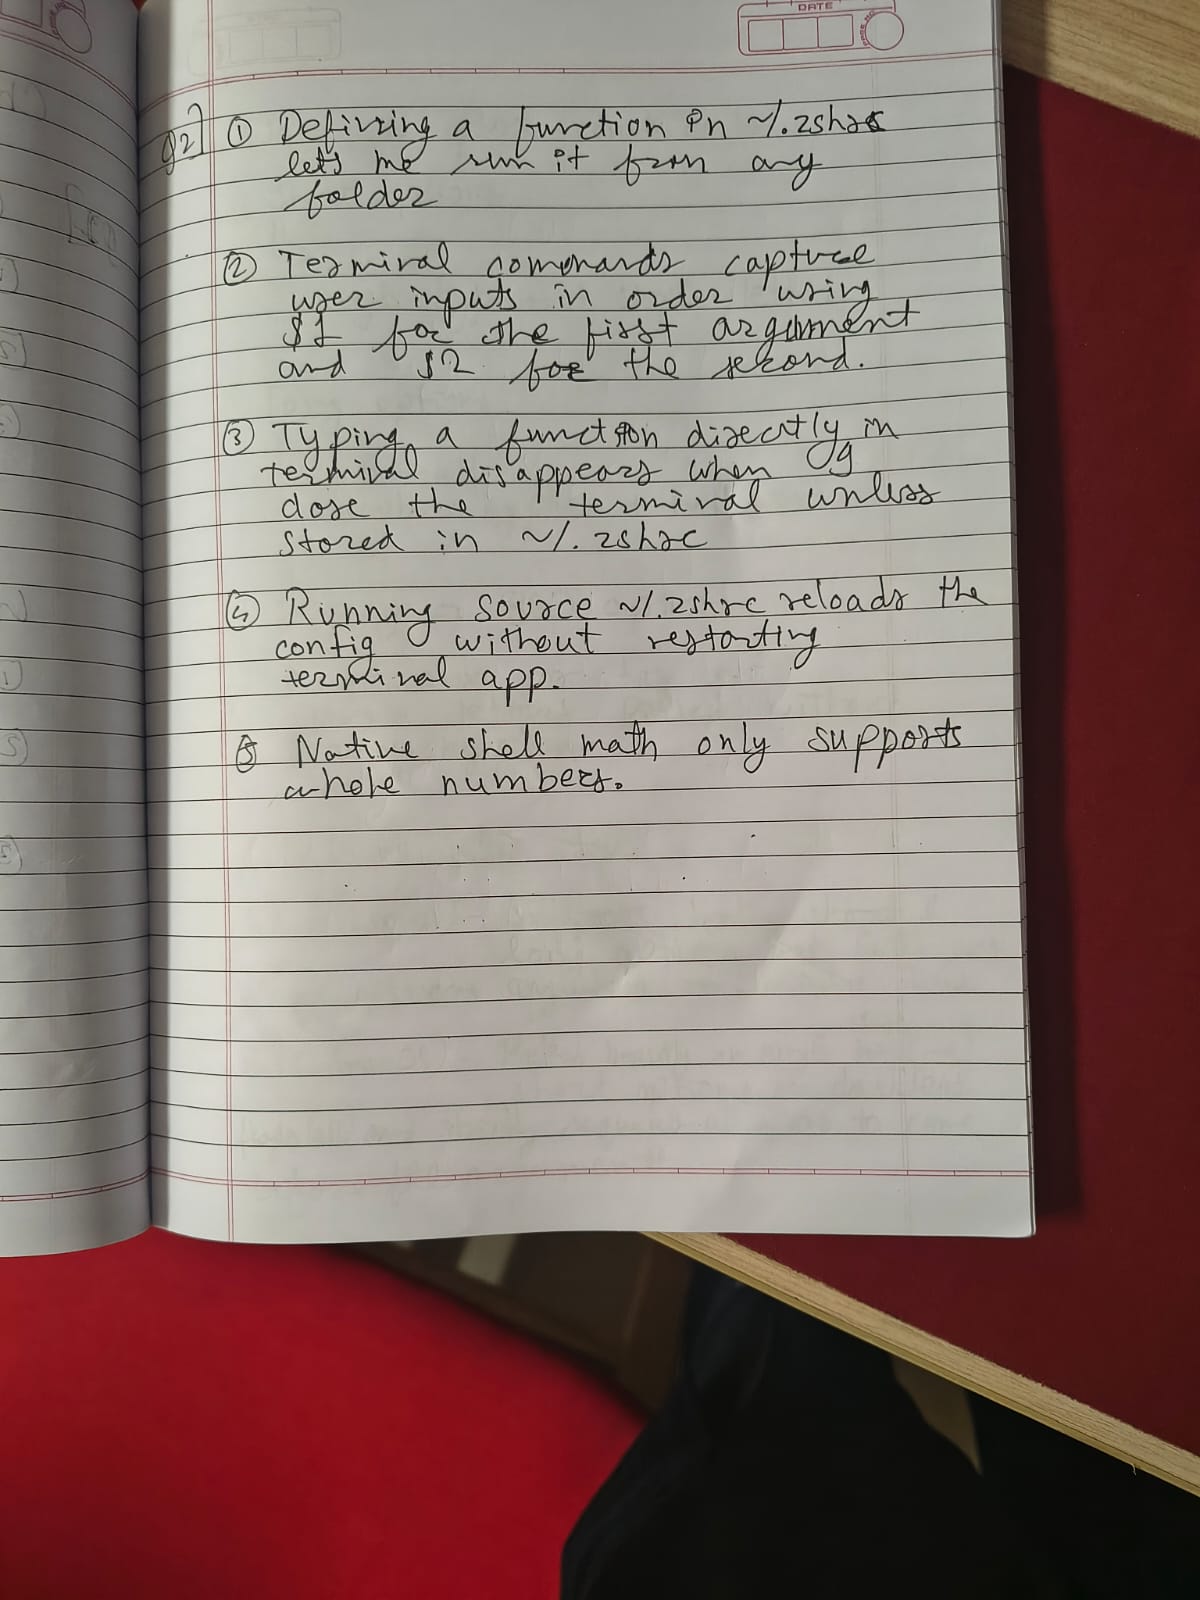 DATE
Q2] ① Defining a function in ~/.zshrc
lets me run it from any
folder
② Terminal commands capture
user inputs in order using
$1 for the first argument
and $2 for the second.
③ Typing a function directly in
terminal disappears when
close the terminal unless
stored in ~/.zshrc
④ Running source ~/.zshrc reloads the
config without restarting
terminal app.
⑤ Native shell math only supports
whole numbers.